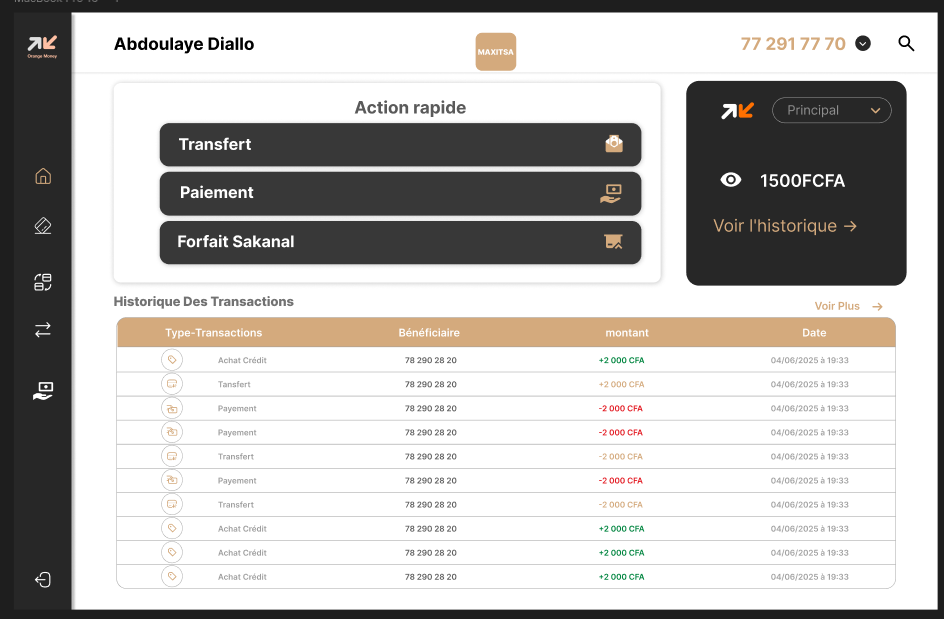 Orange Money
Abdoulaye Diallo
MAXITSA
77 291 77 70
Action rapide
Transfert
Paiement
Forfait Sakanal
Principal
1500FCFA
Voir l'historique →
Historique Des Transactions
Voir Plus →
Type-Transactions Bénéficiaire montant Date
Achat Crédit 78 290 28 20 +2 000 CFA 04/06/2025 à 19:33
Tansfert 78 290 28 20 +2 000 CFA 04/06/2025 à 19:33
Payement 78 290 28 20 -2 000 CFA 04/06/2025 à 19:33
Payement 78 290 28 20 -2 000 CFA 04/06/2025 à 19:33
Transfert 78 290 28 20 -2 000 CFA 04/06/2025 à 19:33
Payement 78 290 28 20 -2 000 CFA 04/06/2025 à 19:33
Transfert 78 290 28 20 -2 000 CFA 04/06/2025 à 19:33
Achat Crédit 78 290 28 20 +2 000 CFA 04/06/2025 à 19:33
Achat Crédit 78 290 28 20 +2 000 CFA 04/06/2025 à 19:33
Achat Crédit 78 290 28 20 +2 000 CFA 04/06/2025 à 19:33